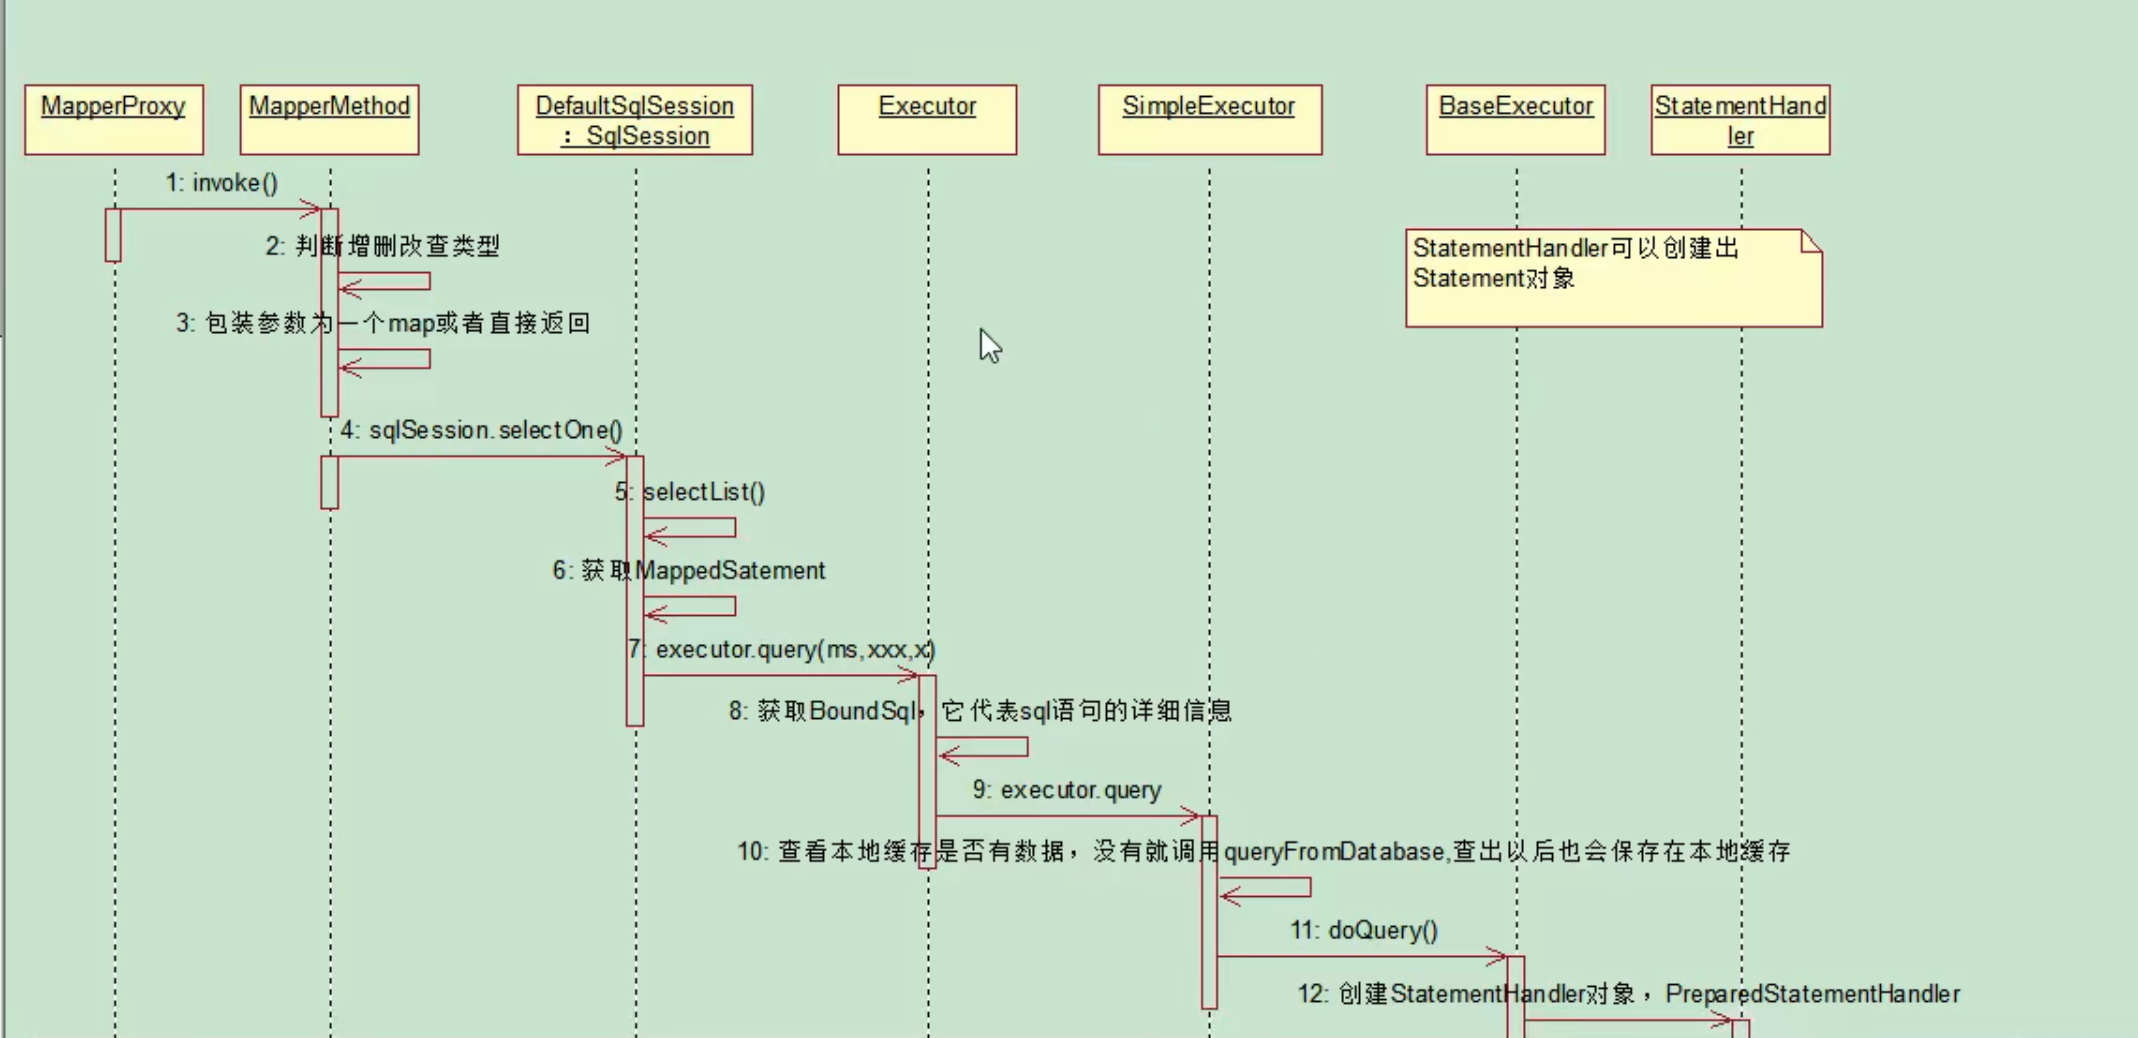 MapperProxy
MapperMethod
DefaultSqlSession
：SqlSession
Executor
SimpleExecutor
BaseExecutor
StatementHand
ler
1: invoke()
2: 判断增删改查类型
StatementHandler可以创建出
Statement对象
3: 包装参数为一个map或者直接返回
4: sqlSession.selectOne()
5: selectList()
6: 获取MappedSatement
7: executor.query(ms,xxx,x)
8: 获取BoundSql，它代表sql语句的详细信息
9: executor.query
10: 查看本地缓存是否有数据，没有就调用queryFromDatabase,查出以后也会保存在本地缓存
11: doQuery()
12: 创建StatementHandler对象，PreparedStatementHandler